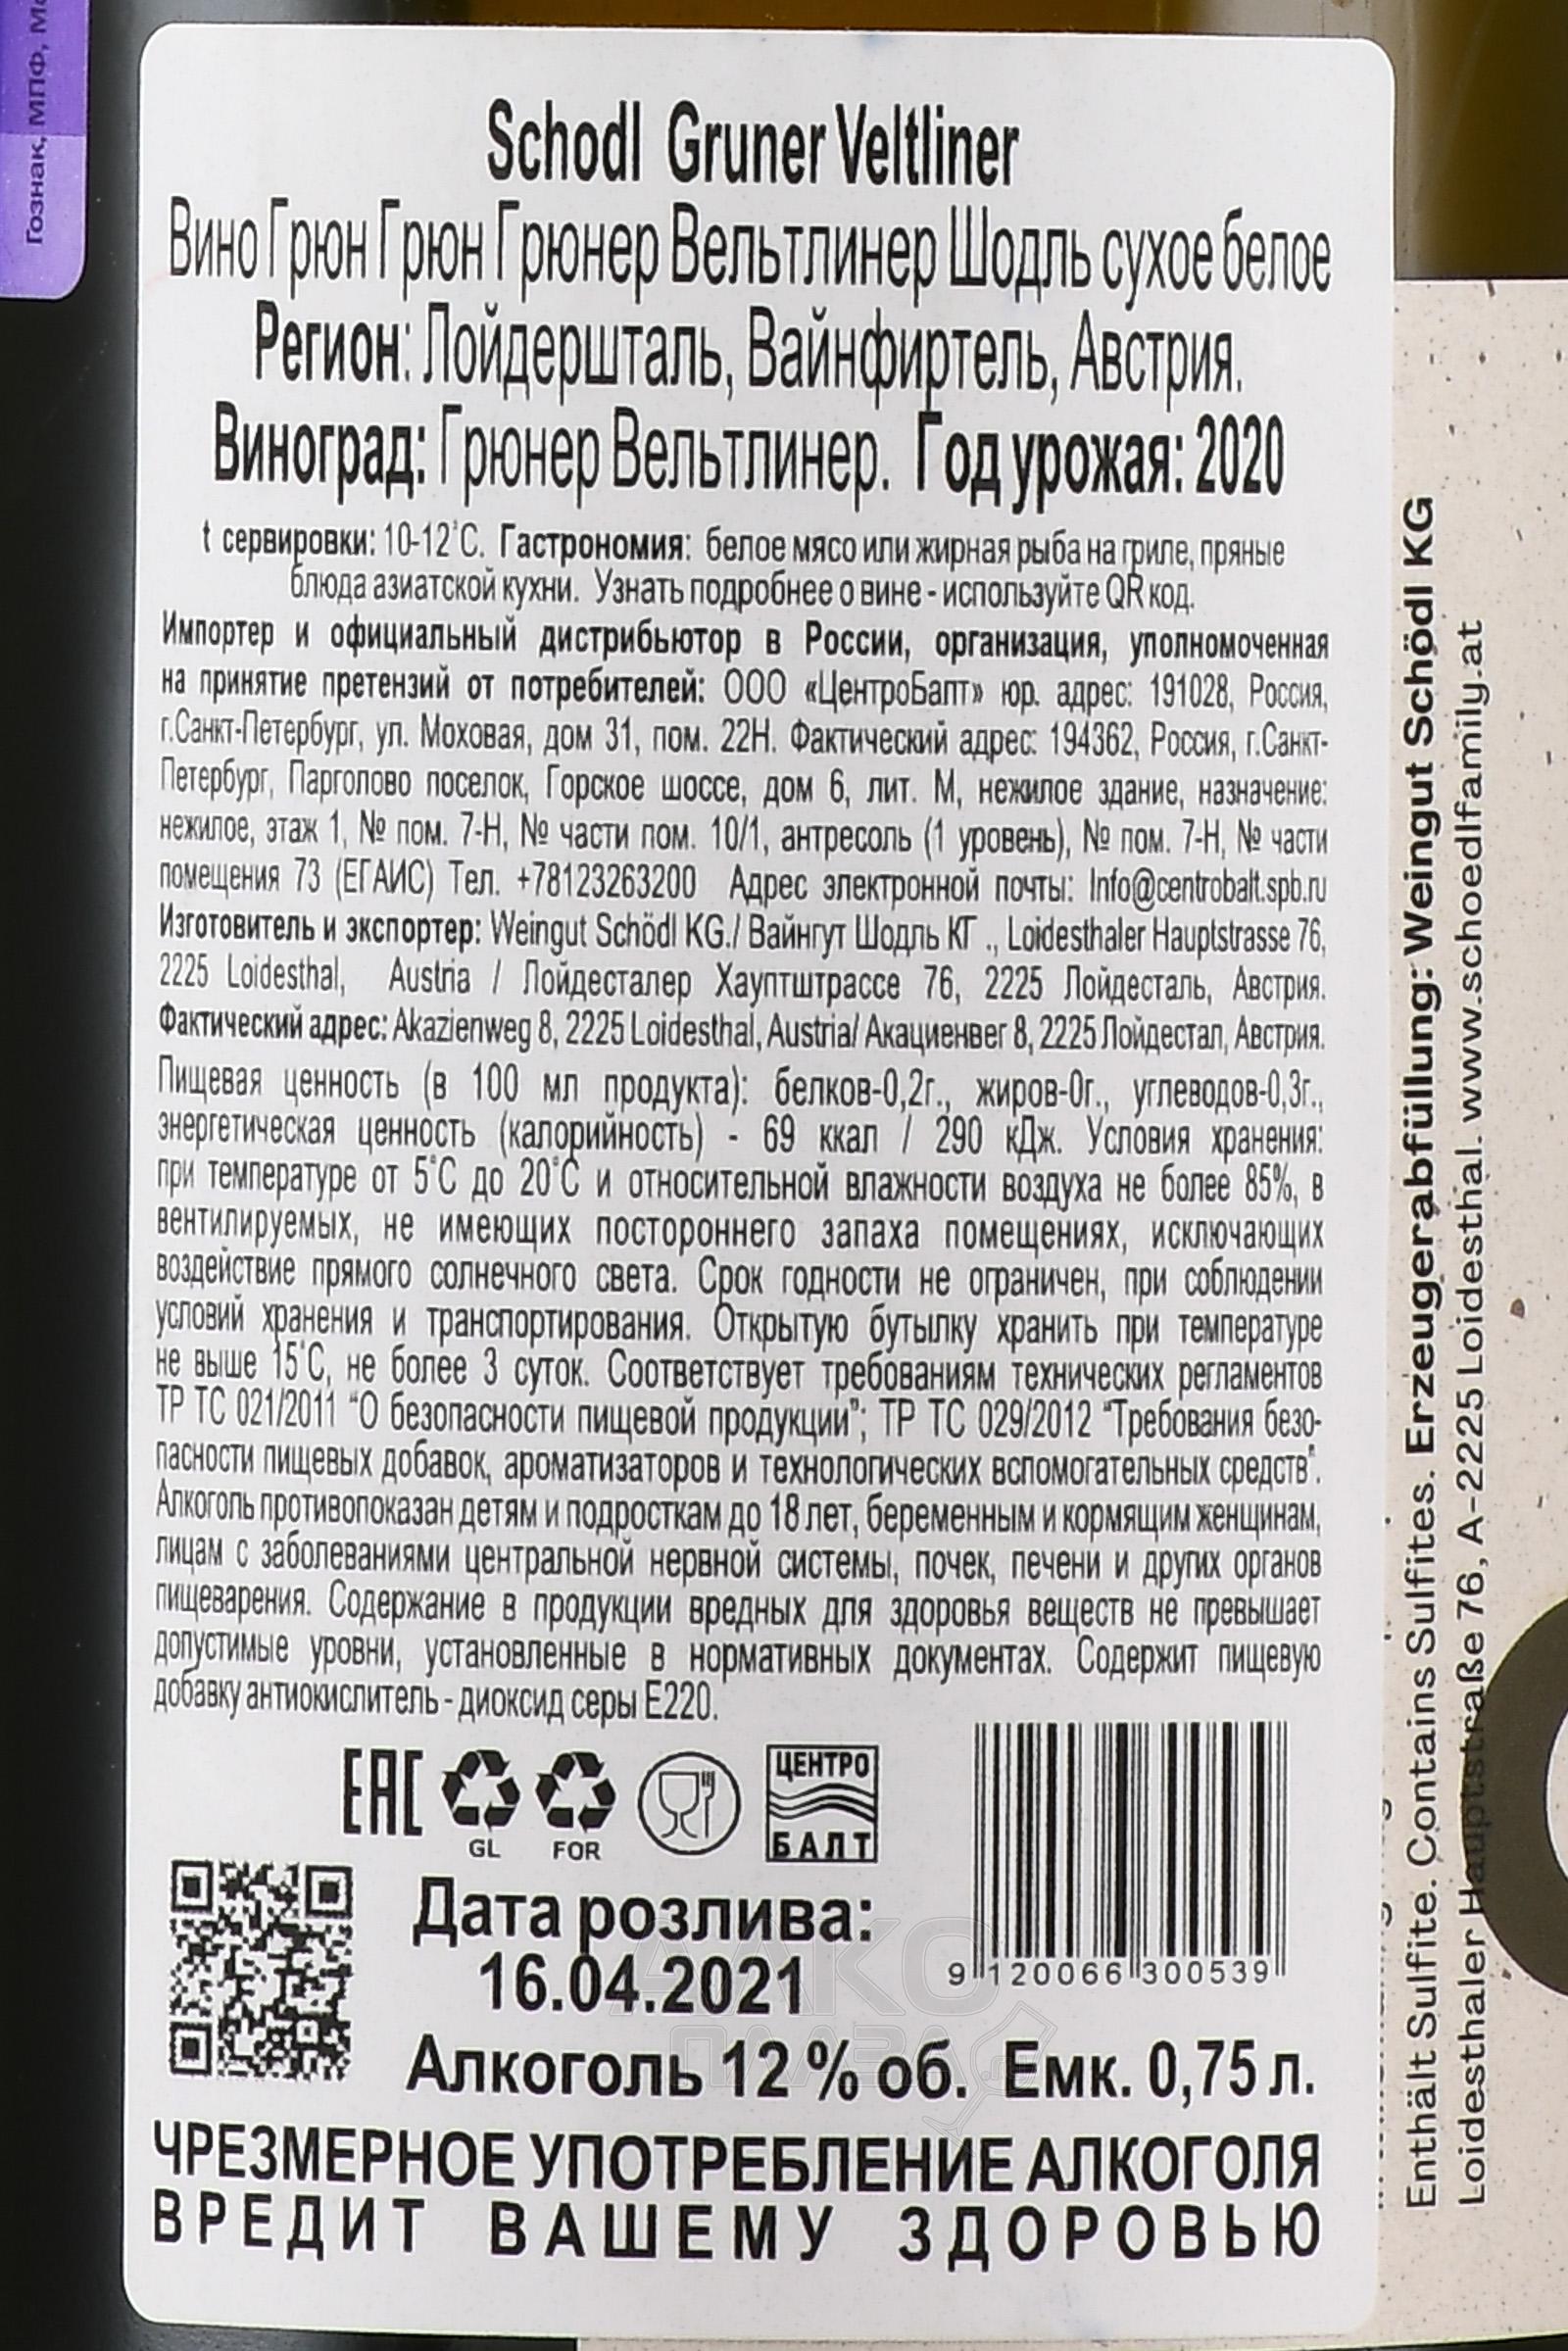 Гознак, МПФ, М
Schodl Gruner Veltliner
Вино Грюн Грюн Грюнер Вельтлинер Шодль сухое белое
Регион: Лойдершталь, Вайнфиртель, Австрия.
Виноград: Грюнер Вельтлинер. Год урожая: 2020
t сервировки: 10-12°С. Гастрономия: белое мясо или жирная рыба на гриле, пряные
блюда азиатской кухни. Узнать подробнее о вине - используйте QR код.
Импортер и официальный дистрибьютор в России, организация, уполномоченная
на принятие претензий от потребителей: ООО «ЦентроБалт» юр. адрес: 191028, Россия,
г.Санкт-Петербург, ул. Моховая, дом 31, пом. 22Н. Фактический адрес: 194362, Россия, г.Санкт-
Петербург, Парголово поселок, Горское шоссе, дом 6, лит. М, нежилое здание, назначение:
нежилое, этаж 1, № пом. 7-Н, № части пом. 10/1, антресоль (1 уровень), № пом. 7-Н, № части
помещения 73 (ЕГАИС) Тел. +78123263200 Адрес электронной почты: Info@centrobalt.spb.ru
Изготовитель и экспортер: Weingut Schödl KG./ Вайнгут Шодль КГ ., Loidesthaler Hauptstrasse 76,
2225 Loidesthal, Austria / Лойдесталер Хауптштрассе 76, 2225 Лойдесталь, Австрия.
Фактический адрес: Akazienweg 8, 2225 Loidesthal, Austria/ Акациенвег 8, 2225 Лойдестал, Австрия.
Пищевая ценность (в 100 мл продукта): белков-0,2г., жиров-0г., углеводов-0,3г.,
энергетическая ценность (калорийность) - 69 ккал / 290 кДж. Условия хранения:
при температуре от 5°С до 20°С и относительной влажности воздуха не более 85%, в
вентилируемых, не имеющих постороннего запаха помещениях, исключающих
воздействие прямого солнечного света. Срок годности не ограничен, при соблюдении
условий хранения и транспортирования. Открытую бутылку хранить при температуре
не выше 15°С, не более 3 суток. Соответствует требованиям технических регламентов
ТР ТС 021/2011 "О безопасности пищевой продукции"; ТР ТС 029/2012 "Требования безо-
пасности пищевых добавок, ароматизаторов и технологических вспомогательных средств".
Алкоголь противопоказан детям и подросткам до 18 лет, беременным и кормящим женщинам,
лицам с заболеваниями центральной нервной системы, почек, печени и других органов
пищеварения. Содержание в продукции вредных для здоровья веществ не превышает
допустимые уровни, установленные в нормативных документах. Содержит пищевую
добавку антиокислитель - диоксид серы Е220.
EAC
GL
FOR
ЦЕНТРО
БАЛТ
Дата розлива:
16.04.2021
9 120066 300539
АЛКО
ПЛАЗА
Алкоголь 12 % об. Емк. 0,75 л.
ЧРЕЗМЕРНОЕ УПОТРЕБЛЕНИЕ АЛКОГОЛЯ
ВРЕДИТ ВАШЕМУ ЗДОРОВЬЮ
Enthält Sulfite. Contains Sulfites. Erzeugerabfüllung: Weingut Schödl KG
Loidesthaler Hauptstraße 76, A-2225 Loidesthal. www.schoedlfamily.at